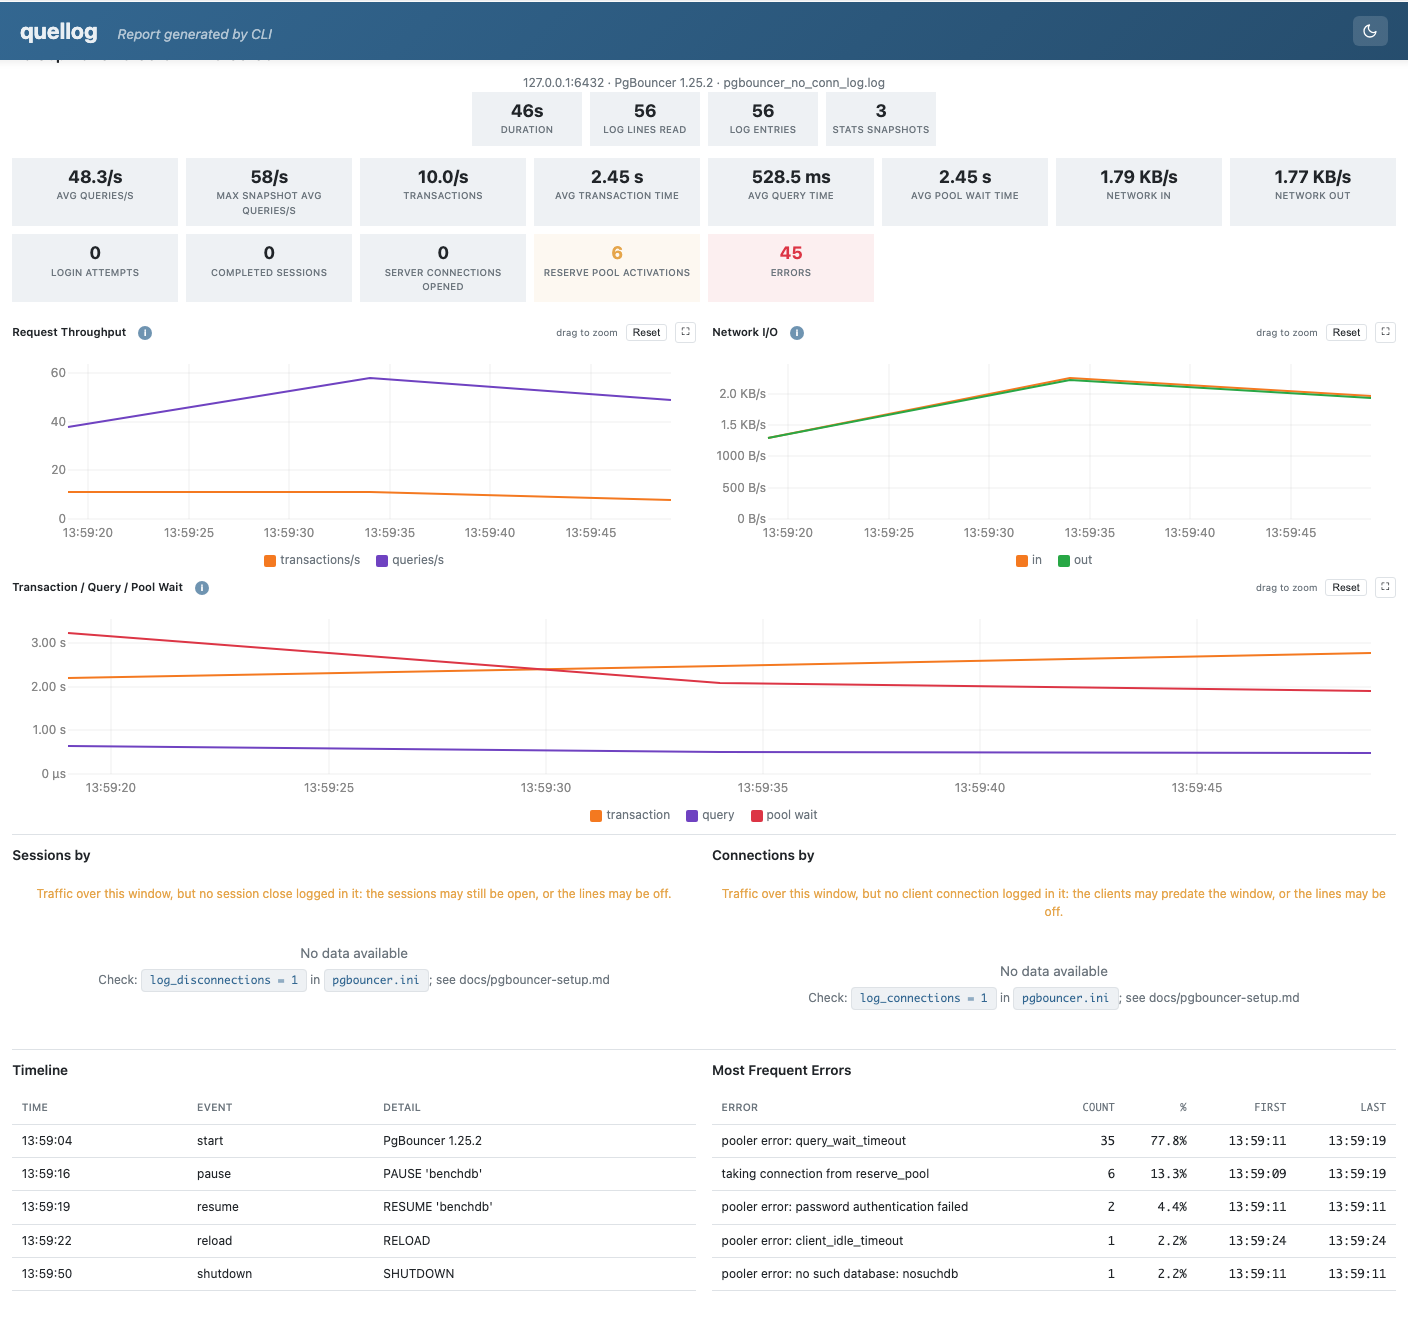 quellog Report generated by CLI
127.0.0.1:6432 · PgBouncer 1.25.2 · pgbouncer_no_conn_log.log
46s
DURATION
56
LOG LINES READ
56
LOG ENTRIES
3
STATS SNAPSHOTS
48.3/s
AVG QUERIES/S
58/s
MAX SNAPSHOT AVG
QUERIES/S
10.0/s
TRANSACTIONS
2.45 s
AVG TRANSACTION TIME
528.5 ms
AVG QUERY TIME
2.45 s
AVG POOL WAIT TIME
1.79 KB/s
NETWORK IN
1.77 KB/s
NETWORK OUT
0
LOGIN ATTEMPTS
0
COMPLETED SESSIONS
0
SERVER CONNECTIONS
OPENED
6
RESERVE POOL ACTIVATIONS
45
ERRORS
Request Throughput i drag to zoom Reset
60
40
20
0
13:59:20 13:59:25 13:59:30 13:59:35 13:59:40 13:59:45
transactions/s queries/s
Network I/O i drag to zoom Reset
2.0 KB/s
1.5 KB/s
1000 B/s
500 B/s
0 B/s
13:59:20 13:59:25 13:59:30 13:59:35 13:59:40 13:59:45
in out
Transaction / Query / Pool Wait i drag to zoom Reset
3.00 s
2.00 s
1.00 s
0 µs
13:59:20 13:59:25 13:59:30 13:59:35 13:59:40 13:59:45
transaction query pool wait
Sessions by
Traffic over this window, but no session close logged in it: the sessions may still be open, or the lines may be off.
No data available
Check: log_disconnections = 1 in pgbouncer.ini; see docs/pgbouncer-setup.md
Connections by
Traffic over this window, but no client connection logged in it: the clients may predate the window, or the lines may be
off.
No data available
Check: log_connections = 1 in pgbouncer.ini; see docs/pgbouncer-setup.md
Timeline
TIME EVENT DETAIL
13:59:04 start PgBouncer 1.25.2
13:59:16 pause PAUSE 'benchdb'
13:59:19 resume RESUME 'benchdb'
13:59:22 reload RELOAD
13:59:50 shutdown SHUTDOWN
Most Frequent Errors
ERROR COUNT % FIRST LAST
pooler error: query_wait_timeout 35 77.8% 13:59:11 13:59:19
taking connection from reserve_pool 6 13.3% 13:59:09 13:59:19
pooler error: password authentication failed 2 4.4% 13:59:11 13:59:11
pooler error: client_idle_timeout 1 2.2% 13:59:24 13:59:24
pooler error: no such database: nosuchdb 1 2.2% 13:59:11 13:59:11